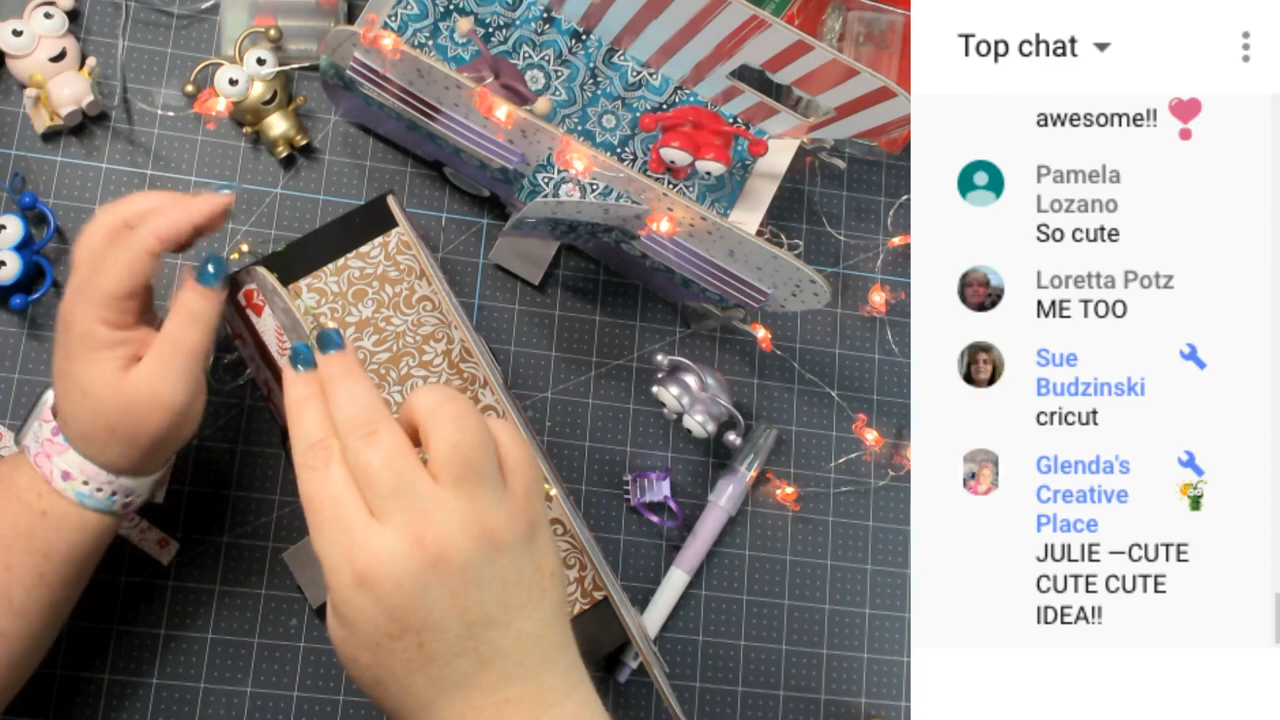 Top chat
awesome!!
Pamela
Lozano
So cute
Loretta Potz
ME TOO
Sue
Budzinski
cricut
Glenda's
Creative
Place
JULIE —CUTE
CUTE CUTE
IDEA!!